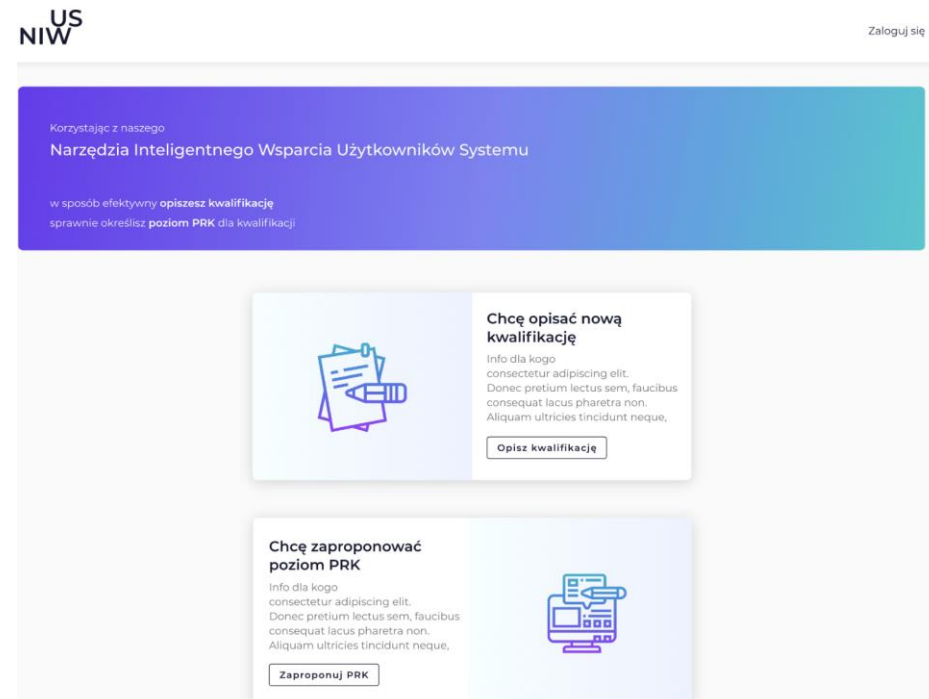 US
NIW
Zaloguj się
Korzystając z naszego
Narzędzia Inteligentnego Wsparcia Użytkowników Systemu
w sposób efektywny opiszesz kwalifikację
sprawnie określisz poziom PRK dla kwalifikacji
Chcę opisać nową
kwalifikację
Info dla kogo
consectetur adipiscing elit.
Donec pretium lectus sem, faucibus
consequat lacus pharetra non.
Aliquam ultricies tincidunt neque,
Opisz kwalifikację
Chcę zaproponować
poziom PRK
Info dla kogo
consectetur adipiscing elit.
Donec pretium lectus sem, faucibus
consequat lacus pharetra non.
Aliquam ultricies tincidunt neque,
Zaproponuj PRK